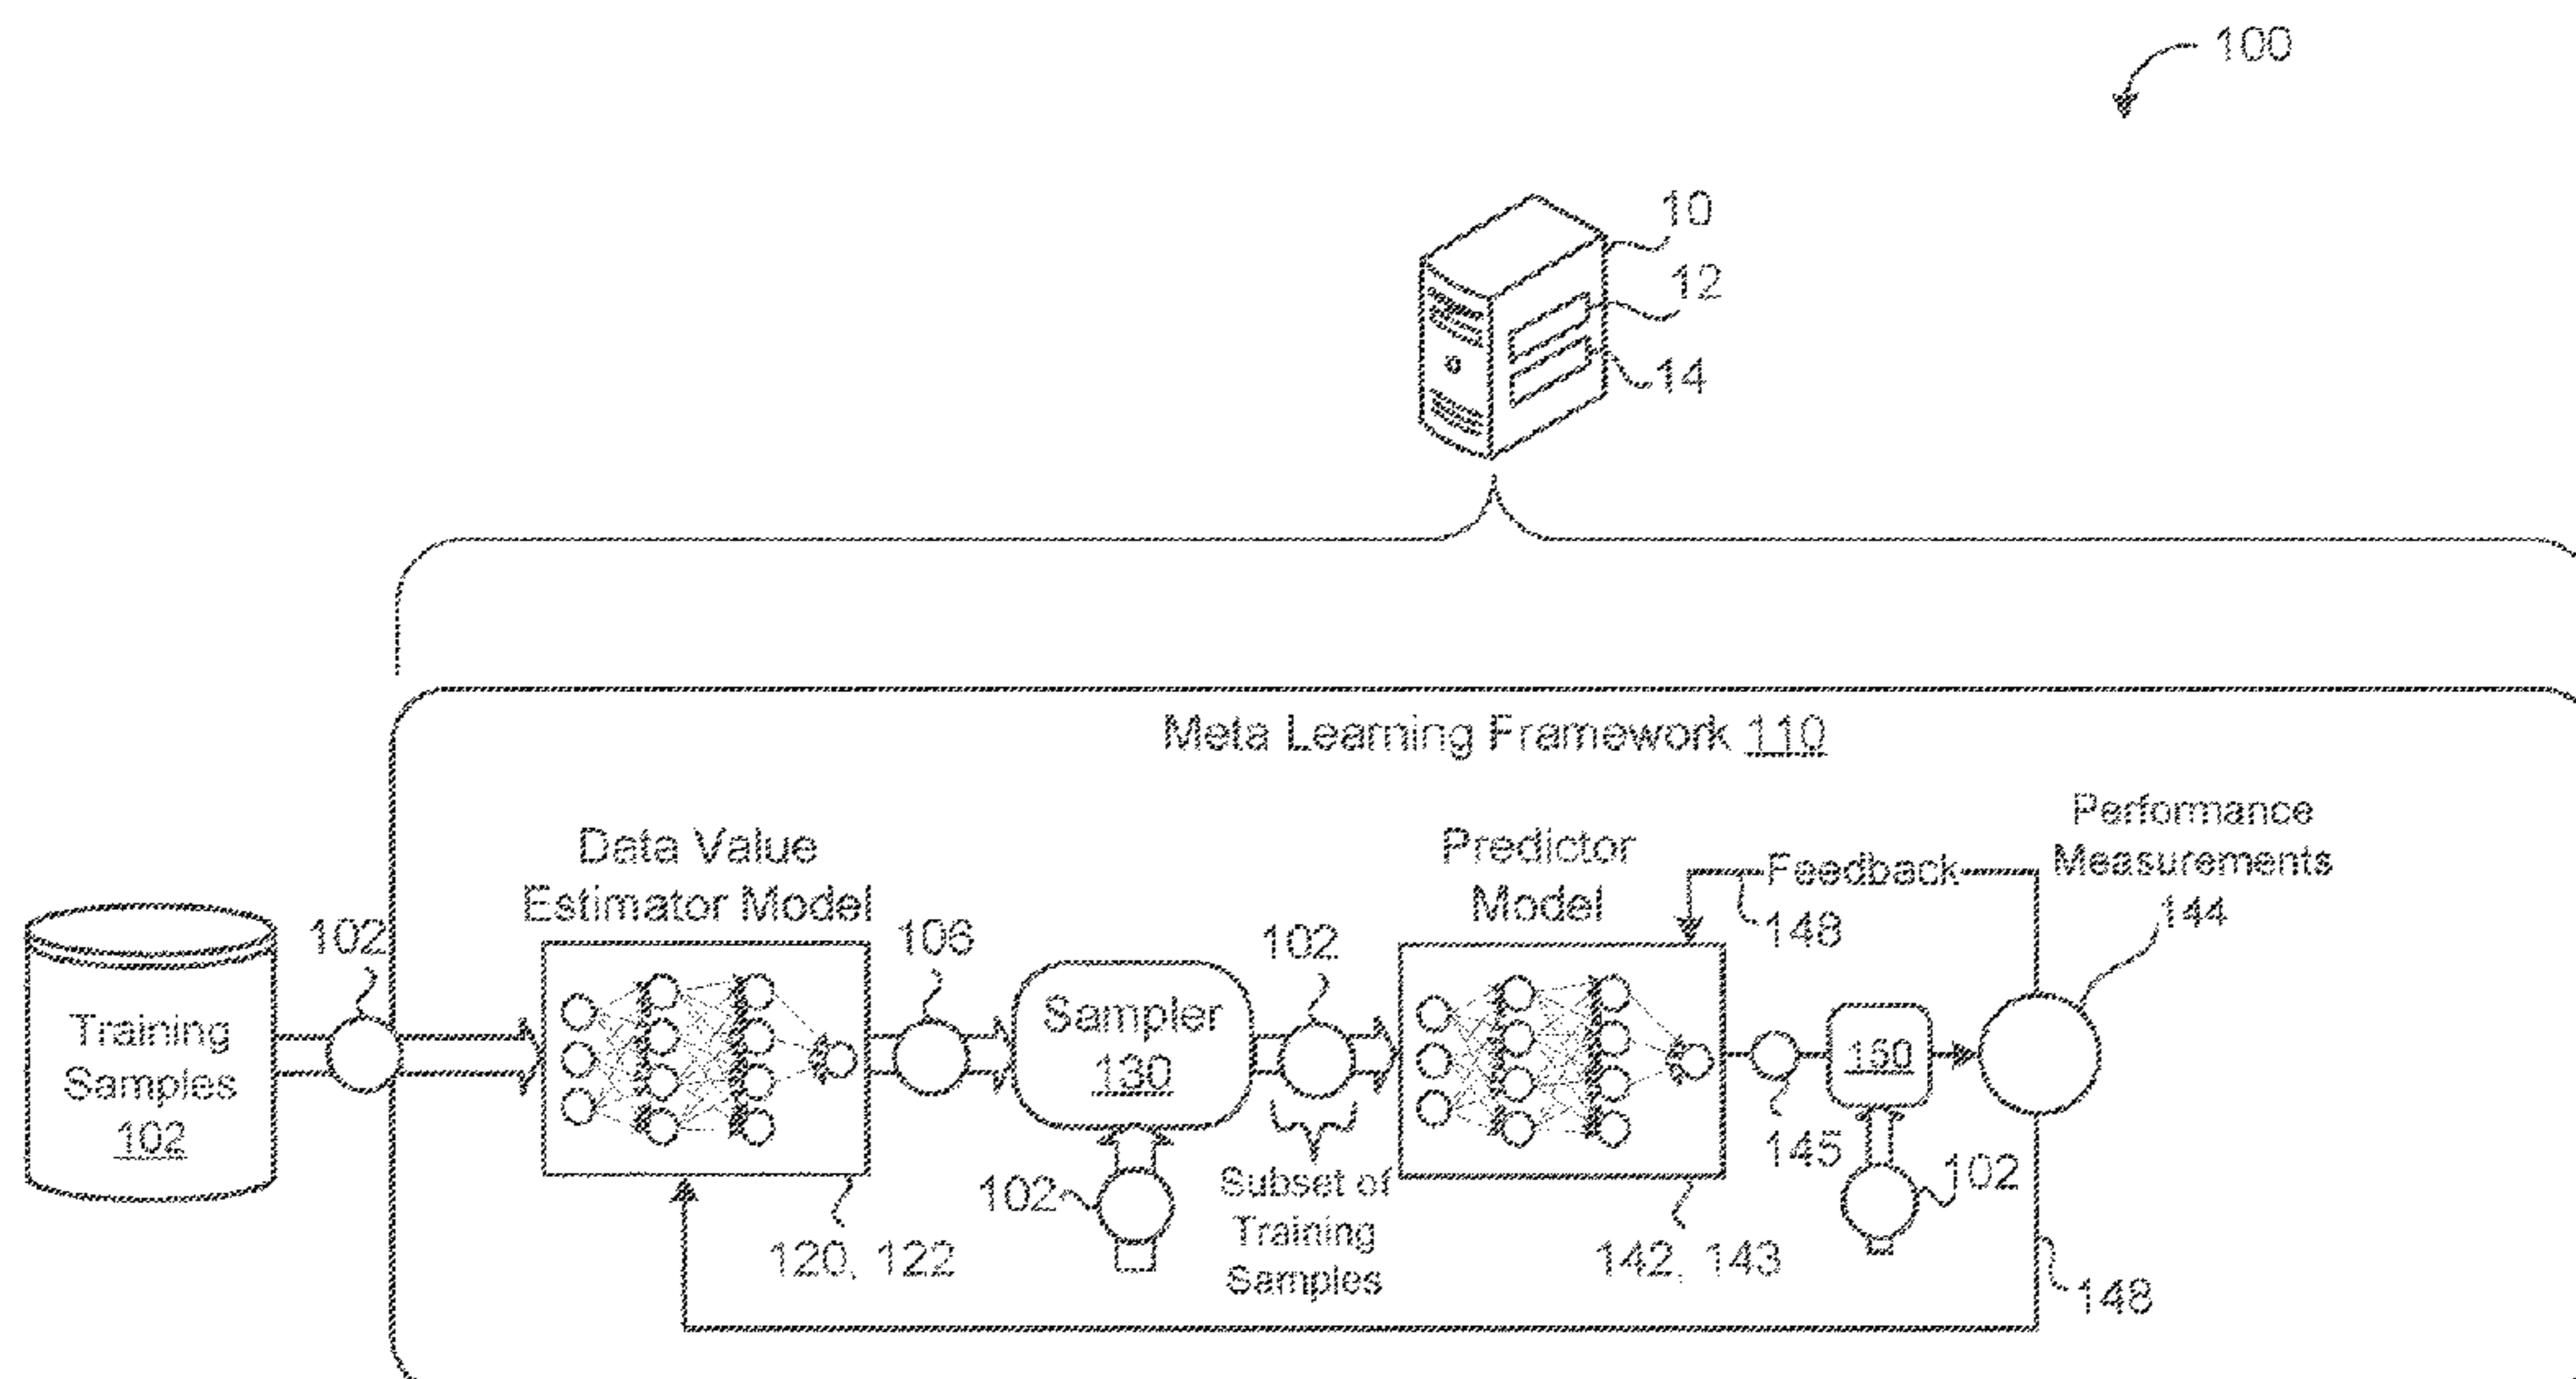 100
10
12
14
Meta Learning Framework 110
Performance
Measurements
144
Data Value
Estimator Model
Predictor
Model
Feedback
148
102
106
102
Training
Samples
102
Sampler
130
150
145
102
102
Subset of
Training
Samples
120, 122
142, 143
148